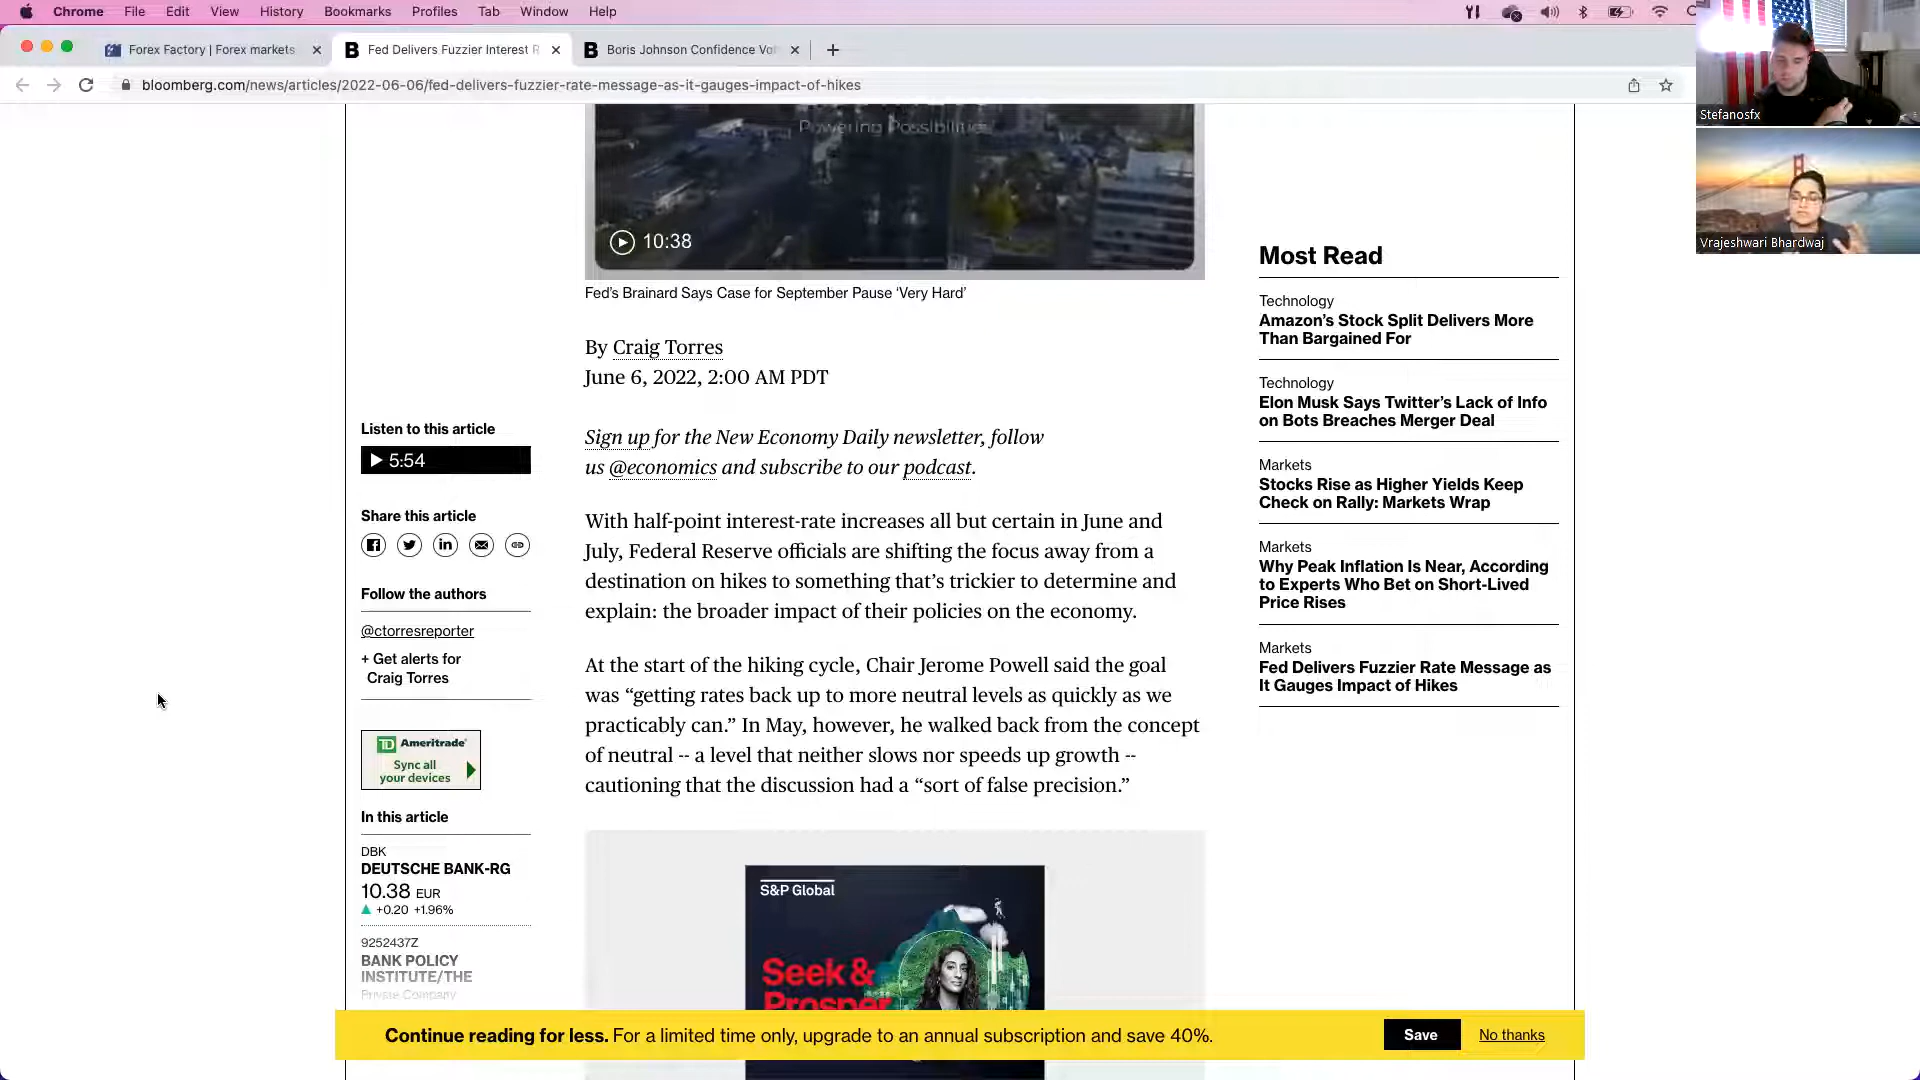 Chrome File Edit View History Bookmarks Profiles Tab Window Help
Forex Factory | Forex markets
Fed Delivers Fuzzier Interest R
Boris Johnson Confidence Vo
bloomberg.com/news/articles/2022-06-06/fed-delivers-fuzzier-rate-message-as-it-gauges-impact-of-hikes
Stefanosfx
Vrajeshwari Bhardwaj
Powering Possibilities
10:38
Fed's Brainard Says Case for September Pause ‘Very Hard’
By Craig Torres
June 6, 2022, 2:00 AM PDT
Sign up for the New Economy Daily newsletter, follow
us @economics and subscribe to our podcast.
With half-point interest-rate increases all but certain in June and
July, Federal Reserve officials are shifting the focus away from a
destination on hikes to something that's trickier to determine and
explain: the broader impact of their policies on the economy.
At the start of the hiking cycle, Chair Jerome Powell said the goal
was “getting rates back up to more neutral levels as quickly as we
practicably can.” In May, however, he walked back from the concept
of neutral -- a level that neither slows nor speeds up growth --
cautioning that the discussion had a “sort of false precision.”
Listen to this article
5:54
Share this article
Follow the authors
@ctorresreporter
+ Get alerts for
Craig Torres
TD Ameritrade
Sync all
your devices
In this article
DBK
DEUTSCHE BANK-RG
10.38 EUR
+0.20 +1.96%
9252437Z
BANK POLICY
INSTITUTE/THE
Private Company
S&P Global
Seek &
Prosper
Most Read
Technology
Amazon's Stock Split Delivers More
Than Bargained For
Technology
Elon Musk Says Twitter's Lack of Info
on Bots Breaches Merger Deal
Markets
Stocks Rise as Higher Yields Keep
Check on Rally: Markets Wrap
Markets
Why Peak Inflation Is Near, According
to Experts Who Bet on Short-Lived
Price Rises
Markets
Fed Delivers Fuzzier Rate Message as
It Gauges Impact of Hikes
Continue reading for less. For a limited time only, upgrade to an annual subscription and save 40%.
Save
No thanks